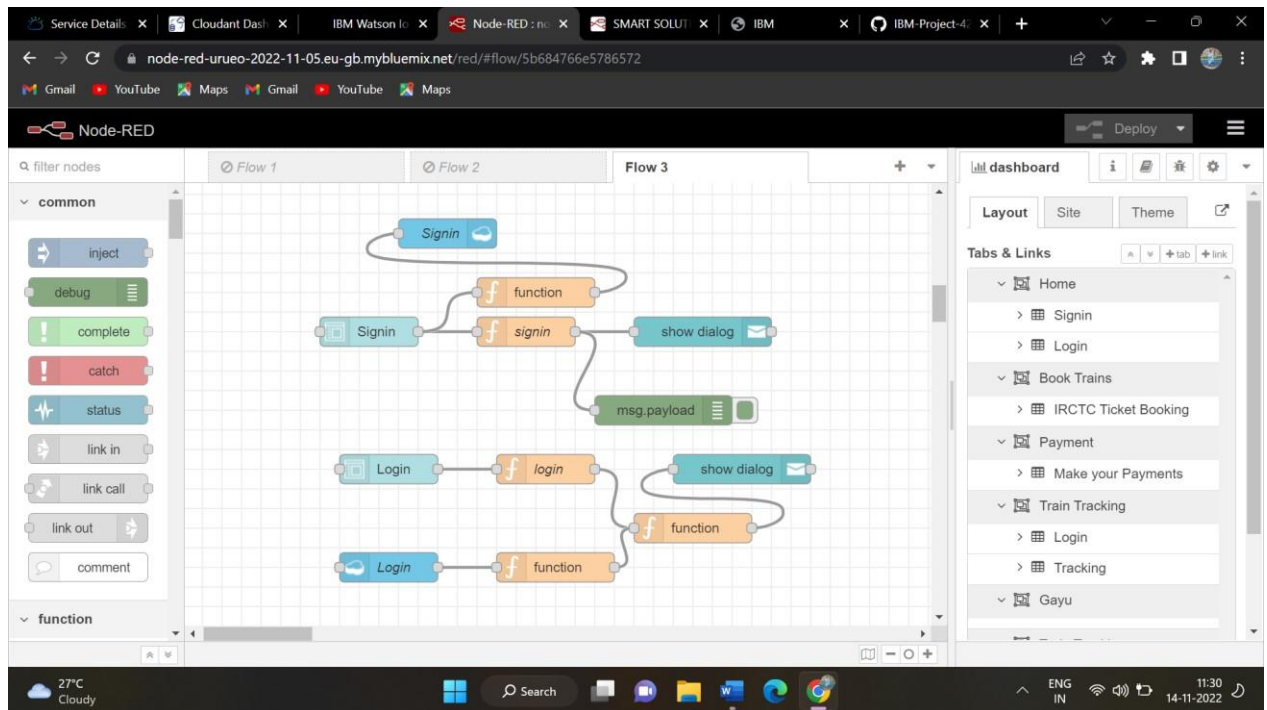 Service Details
Cloudant Dash
IBM Watson Io
Node-RED : no
SMART SOLUTI
IBM
IBM-Project-42
node-red-urueo-2022-11-05.eu-gb.mybluemix.net/red/#flow/5b684766e5786572
Gmail YouTube Maps Gmail YouTube Maps
Node-RED
Deploy
filter nodes
common
inject
debug
complete
catch
status
link in
link call
link out
comment
function
Flow 1
Flow 2
Flow 3
Signin
function
Signin
signin
show dialog
msg.payload
Login
login
show dialog
function
Login
function
dashboard
i
Layout
Site
Theme
Tabs & Links
+ tab
+ link
Home
Signin
Login
Book Trains
IRCTC Ticket Booking
Payment
Make your Payments
Train Tracking
Login
Tracking
Gayu
27°C
Cloudy
Search
ENG
IN
11:30
14-11-2022